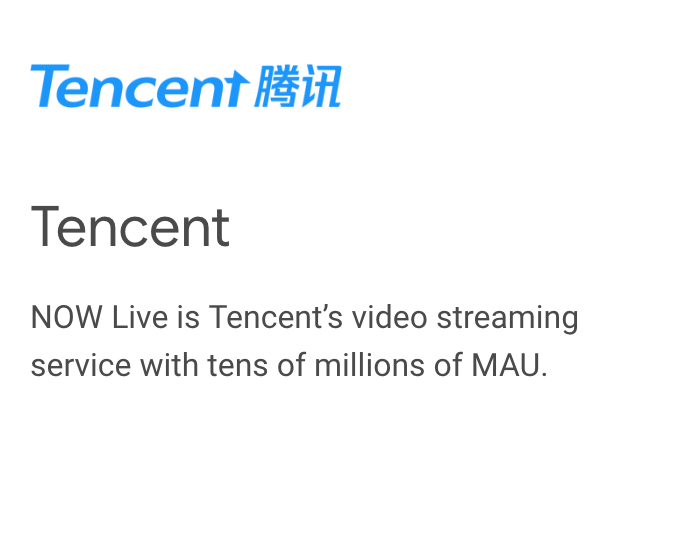 Tencent 腾讯
Tencent
NOW Live is Tencent’s video streaming
service with tens of millions of MAU.